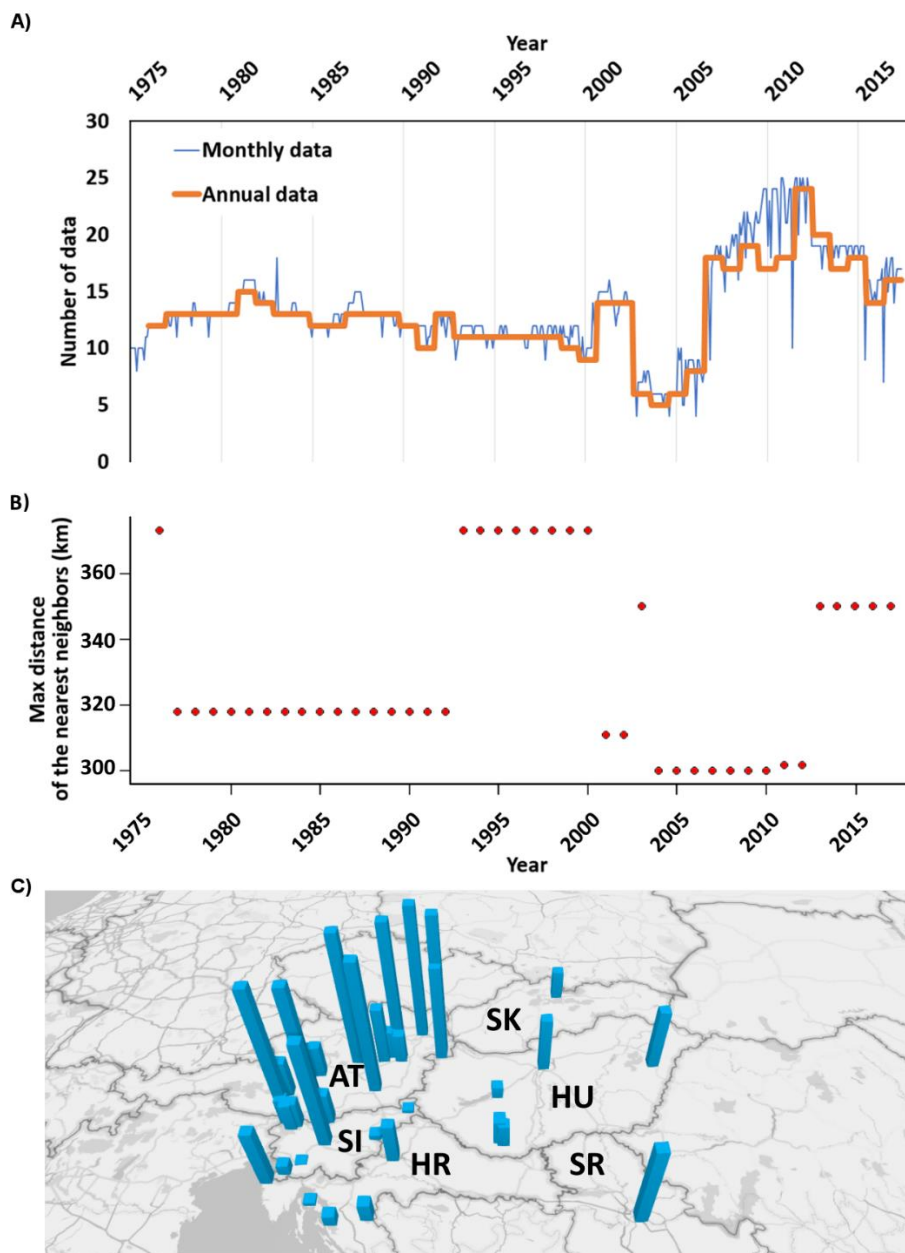 A)
Year
1975 1980 1985 1990 1995 2000 2005 2010 2015
Number of data
30
25
20
15
10
5
0
Monthly data
Annual data
B)
Max distance
of the nearest neighbors (km)
360
340
320
300
1975 1980 1985 1990 1995 2000 2005 2010 2015
Year
C)
SK
AT
HU
SI
HR
SR